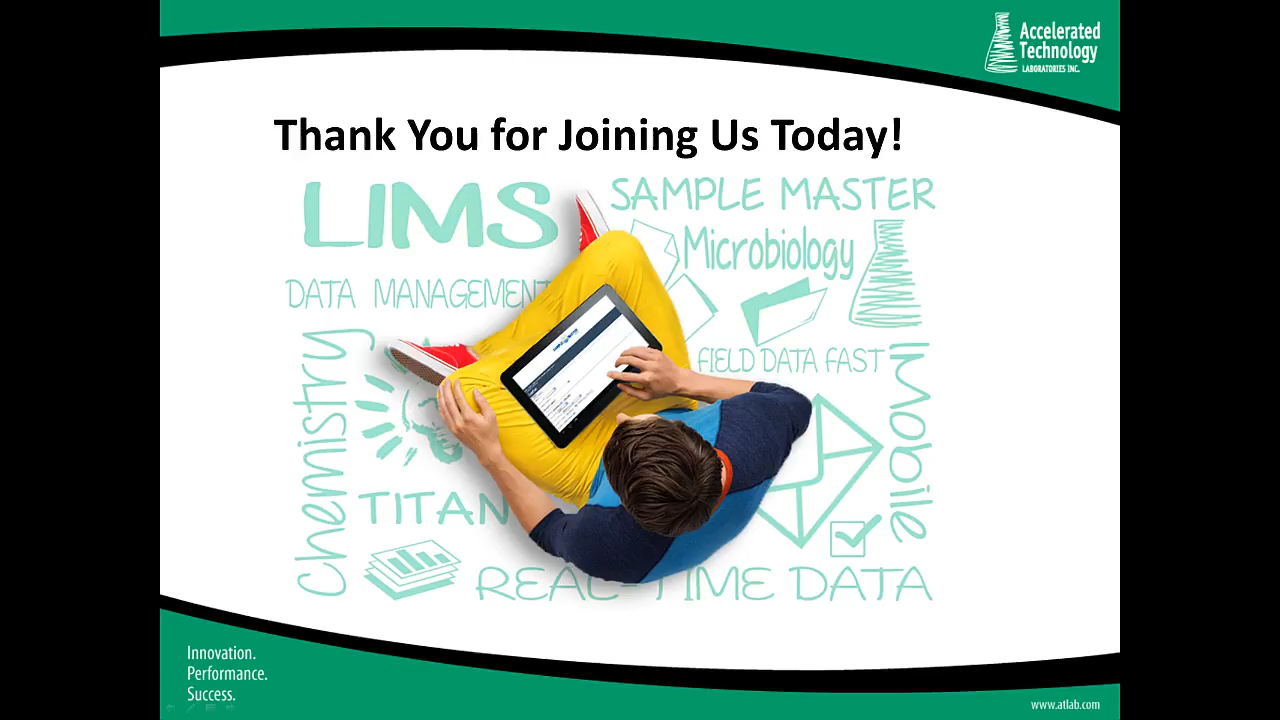 Accelerated
Technology
LABORATORIES INC.
Thank You for Joining Us Today!
LIMS
SAMPLE MASTER
Microbiology
DATA MANAGEMENT
FIELD DATA FAST
Chemistry
Mobile
TITAN
REAL-TIME DATA
Innovation.
Performance.
Success.
www.atlab.com